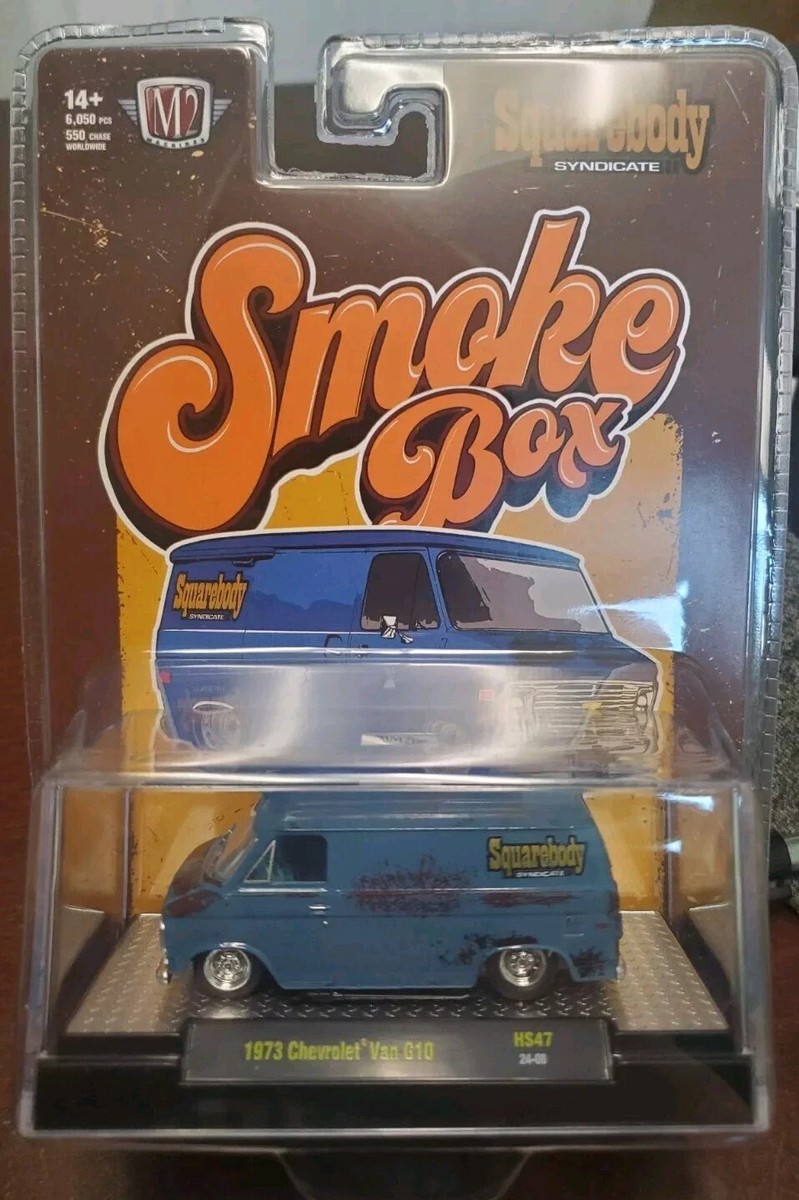 14+
6,050 PCS
550 CHASE
WORLDWIDE
M2
MACHINES
Squarebody
SYNDICATE
Smoke
Box
Squarebody
SYNDICATE
Squarebody
SYNDICATE
1973 Chevrolet® Van G10
HS47
24-08